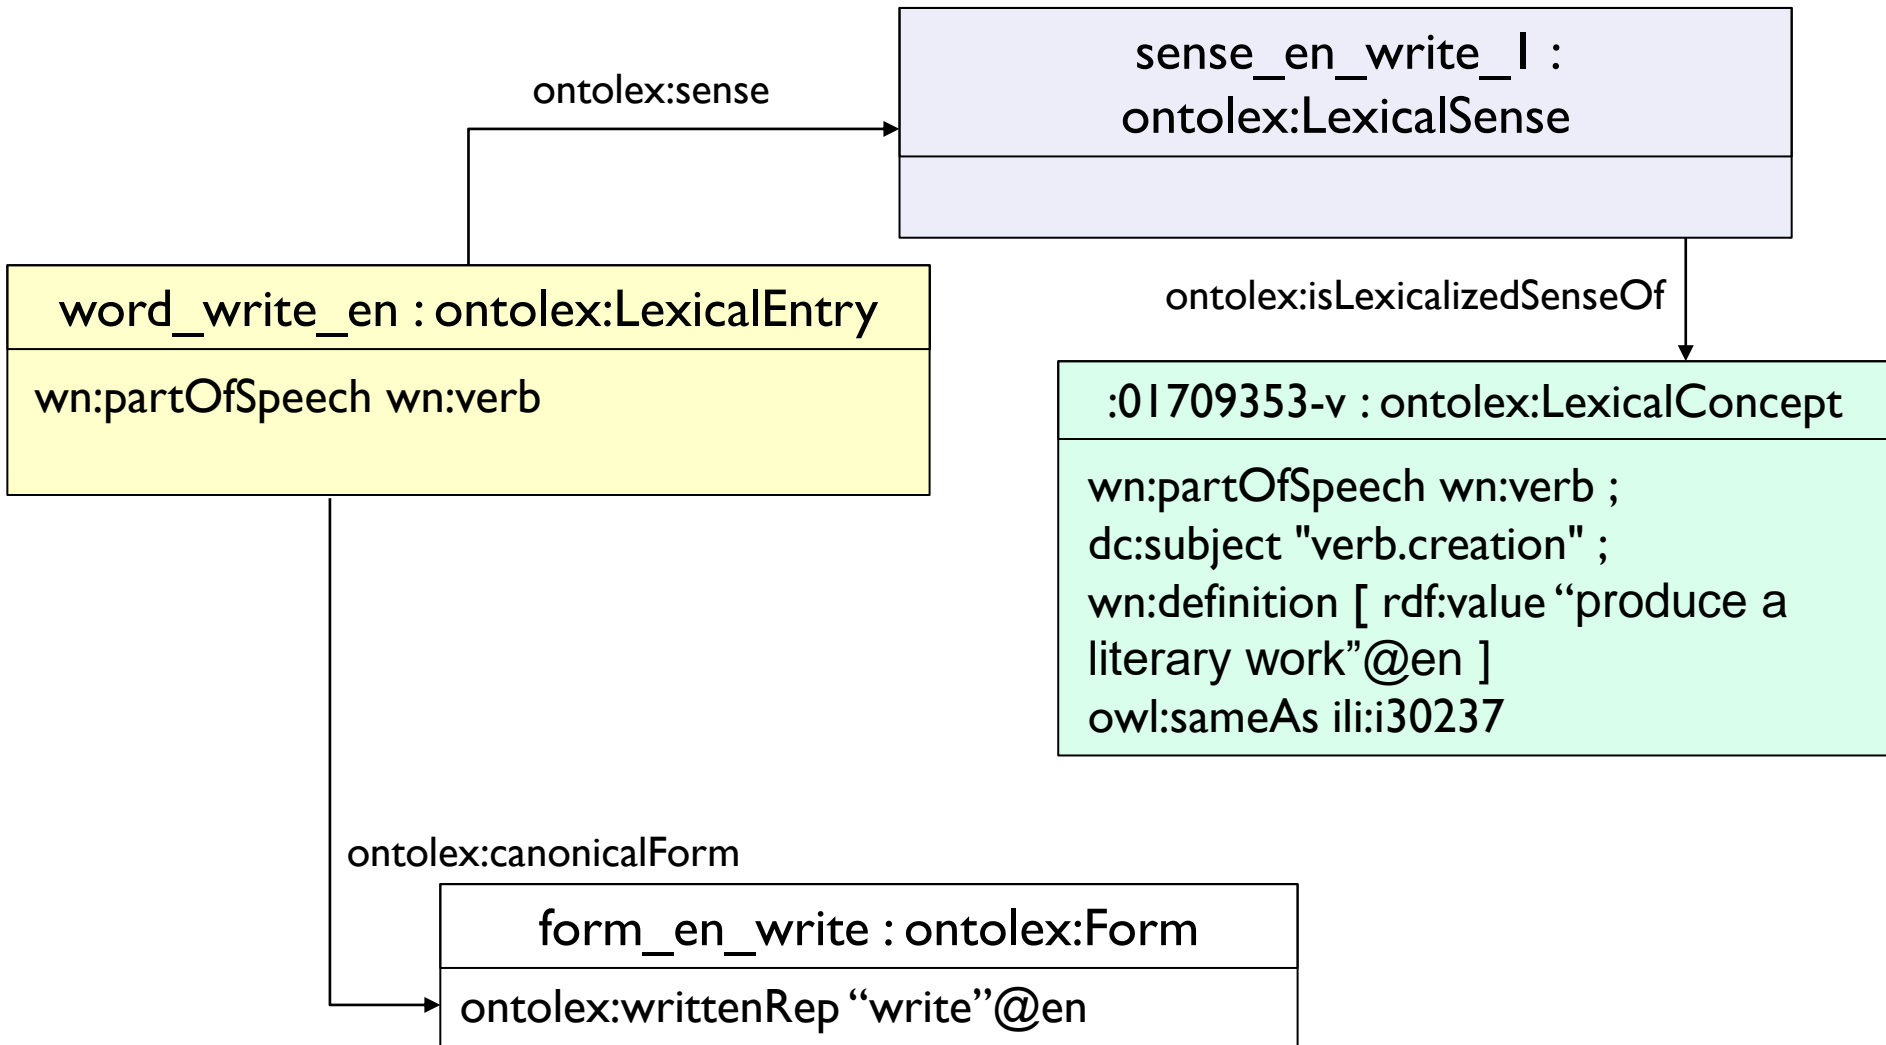 sense_en_write_1 :
ontolex:LexicalSense
ontolex:sense
word_write_en : ontolex:LexicalEntry
wn:partOfSpeech wn:verb
ontolex:isLexicalizedSenseOf
:01709353-v : ontolex:LexicalConcept
wn:partOfSpeech wn:verb ;
dc:subject "verb.creation" ;
wn:definition [ rdf:value “produce a
literary work”@en ]
owl:sameAs ili:i30237
ontolex:canonicalForm
form_en_write : ontolex:Form
ontolex:writtenRep “write”@en